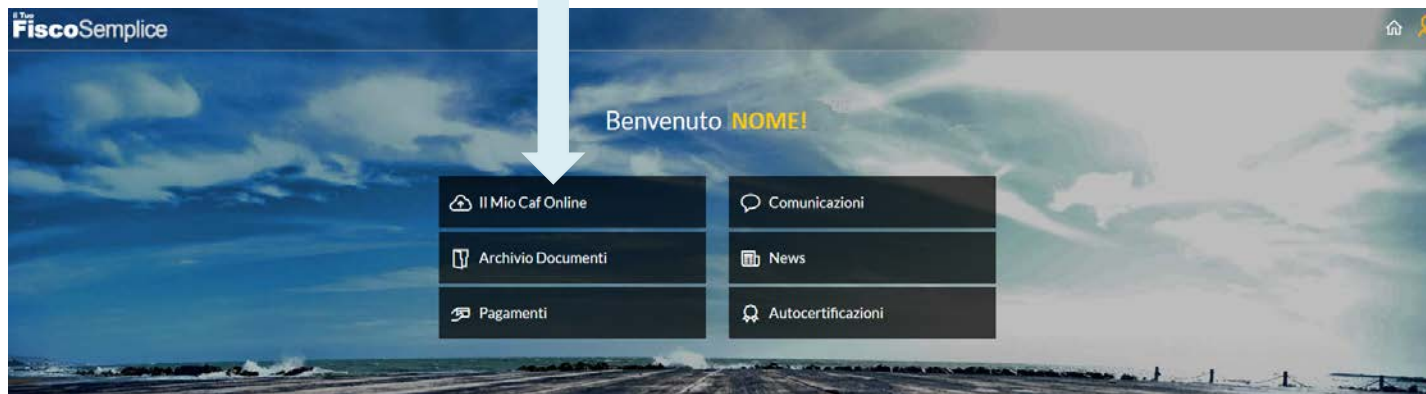 il Tuo
FiscoSemplice
Benvenuto NOME!
Il Mio Caf Online
Comunicazioni
Archivio Documenti
News
Pagamenti
Autocertificazioni